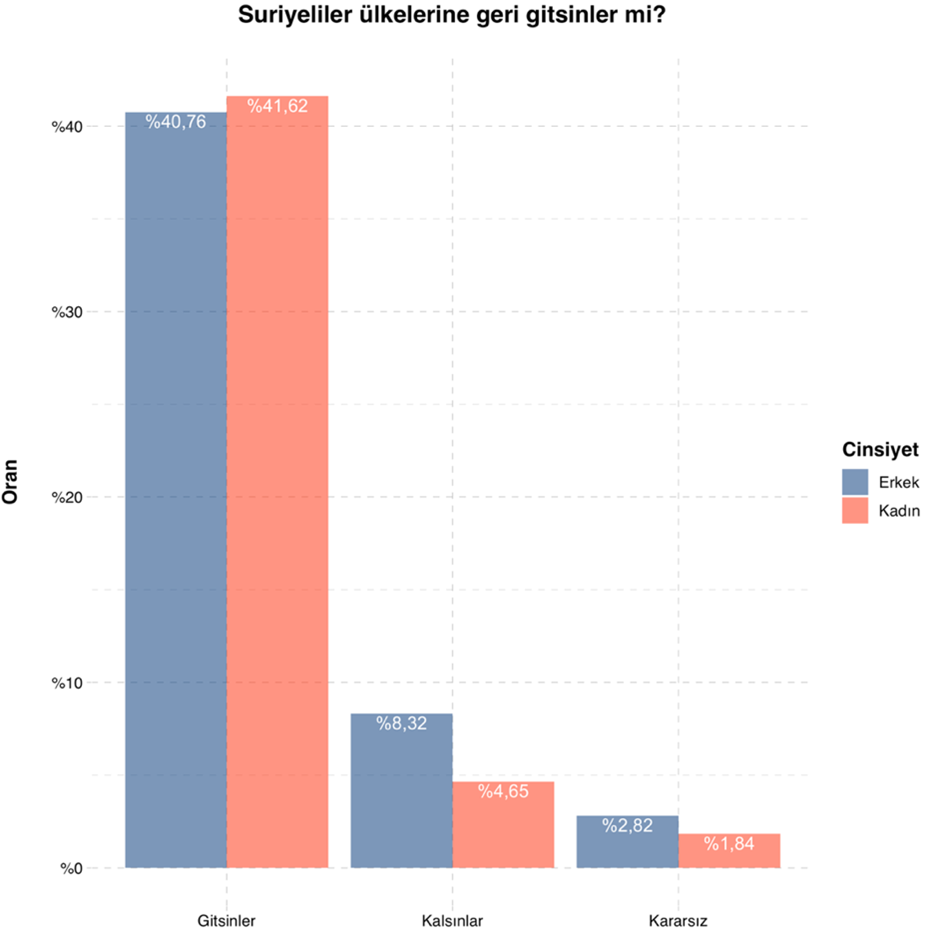 Suriyeliler ülkelerine geri gitsinler mi?
%40,76
%41,62
%40
%30
%20
%10
%0
Oran
%8,32
%4,65
%2,82
%1,84
Gitsinler
Kalsınlar
Kararsız
Cinsiyet
Erkek
Kadın